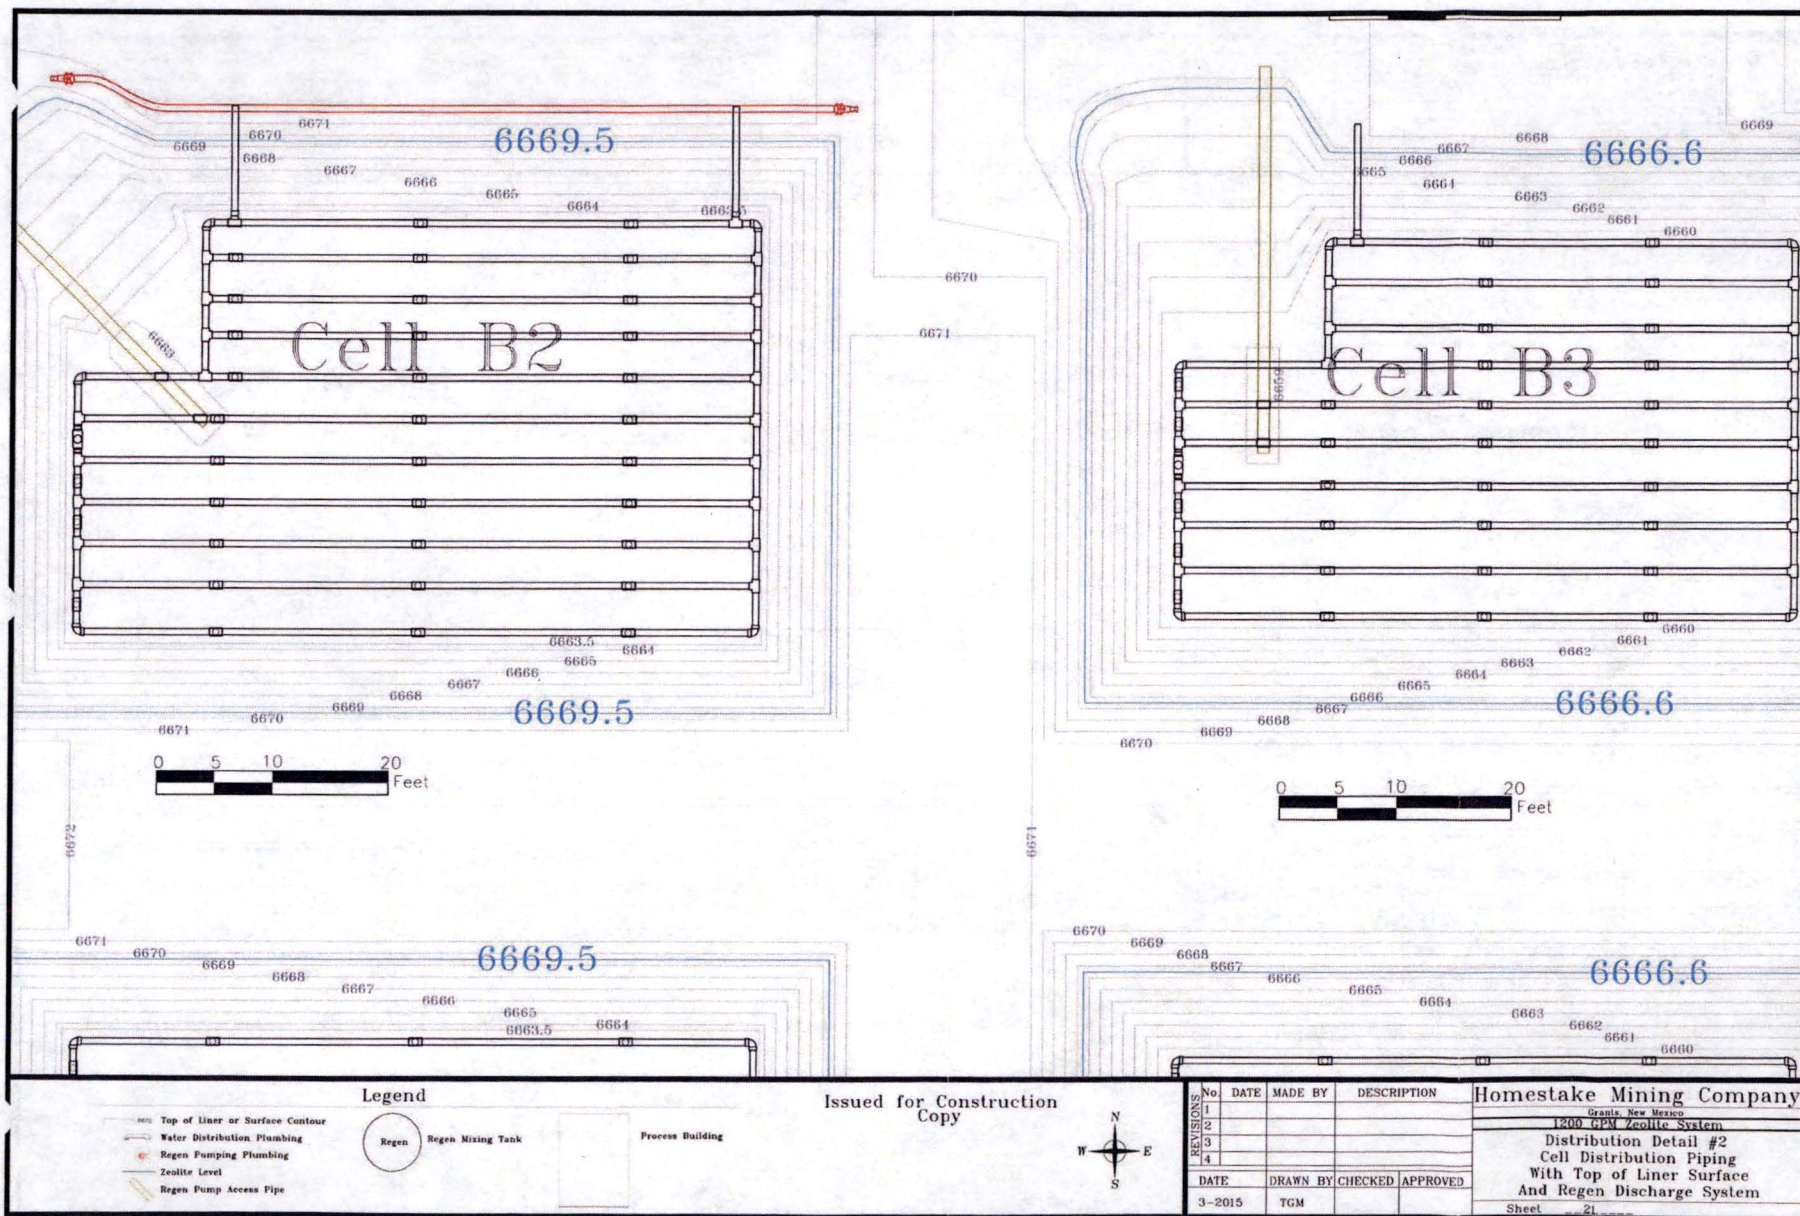 6671
6670
6669
6668
6667
6666
6665
6664
6669.5
6663
Cell B2
6663.5
6664
6665
6666
6667
6668
6669
6670
6671
6669.5
0 5 10 20
Feet
6672
6671
6670
6669
6668
6667
6666
6665
6663.5
6664
6669.5
6670
6671
6671
6669
6668
6667
6666
6665
6664
6663
6662
6661
6660
6666.6
6659
Cell B3
6660
6661
6662
6663
6664
6665
6666
6667
6668
6669
6670
6666.6
0 5 10 20
Feet
6670
6669
6668
6667
6666
6665
6664
6663
6662
6661
6660
6666.6
Legend
Top of Liner or Surface Contour
Water Distribution Plumbing
Regen Pumping Plumbing
Zeolite Level
Regen Pump Access Pipe
Regen
Regen Mixing Tank
Process Building
Issued for Construction
Copy
N
W E
S
REVISIONS
No. DATE MADE BY DESCRIPTION
1
2
3
4
DATE DRAWN BY CHECKED APPROVED
3-2015 TGM
Homestake Mining Company
Grants, New Mexico
1200 GPM Zeolite System
Distribution Detail #2
Cell Distribution Piping
With Top of Liner Surface
And Regen Discharge System
Sheet 21